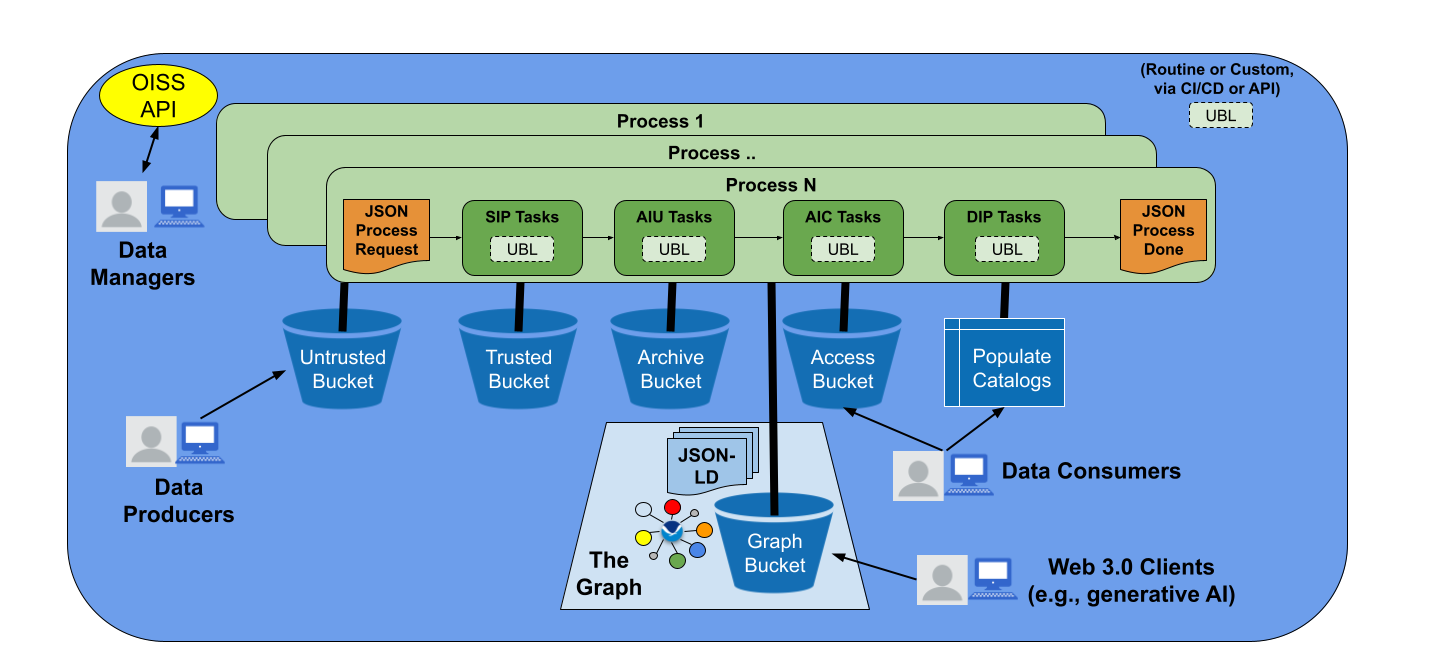 OISS
API
(Routine or Custom,
via CI/CD or API)
UBL
Process 1
Process ..
Process N
JSON
Process
Request
SIP Tasks
UBL
AIU Tasks
UBL
AIC Tasks
UBL
DIP Tasks
UBL
JSON
Process
Done
Data
Managers
Untrusted
Bucket
Trusted
Bucket
Archive
Bucket
Access
Bucket
Populate
Catalogs
Data
Producers
JSON-
LD
Data Consumers
The
Graph
Graph
Bucket
Web 3.0 Clients
(e.g., generative AI)